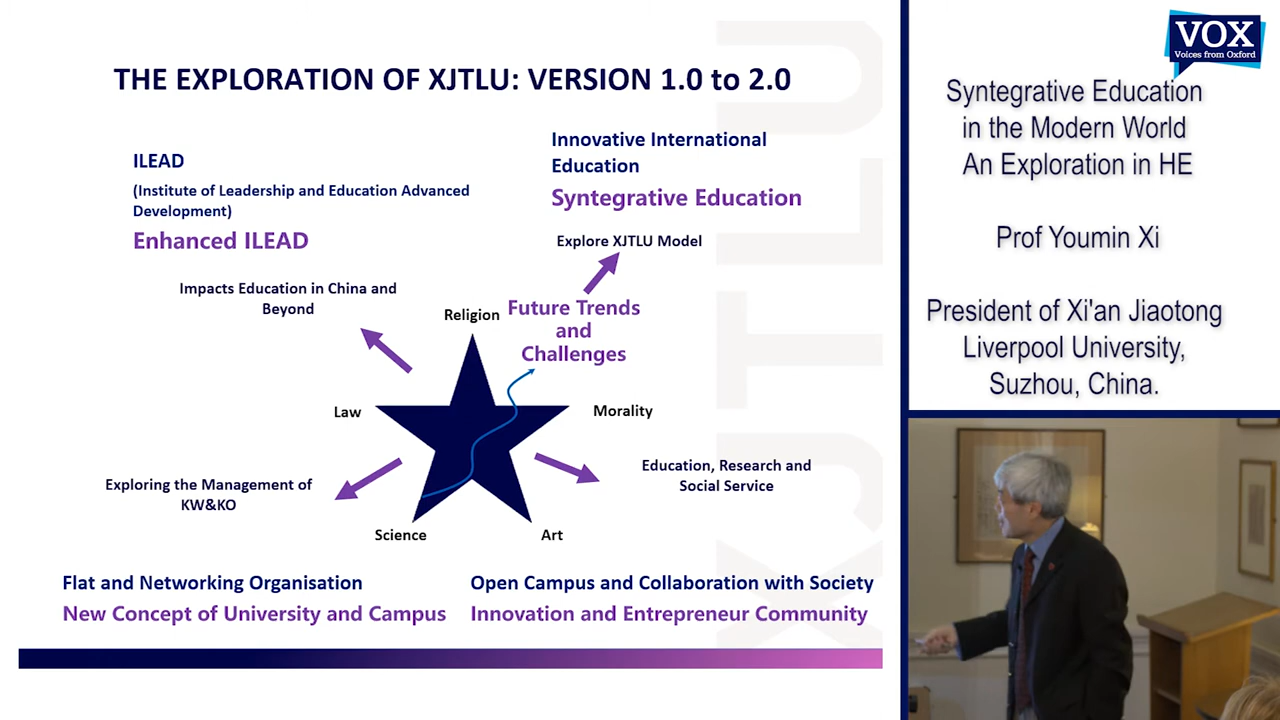 THE EXPLORATION OF XJTLU: VERSION 1.0 to 2.0
ILEAD
(Institute of Leadership and Education Advanced
Development)
Enhanced ILEAD
Innovative International
Education
Syntegrative Education
Explore XJTLU Model
Impacts Education in China and
Beyond
Religion
Future Trends
and
Challenges
Law
Morality
Exploring the Management of
KW&KO
Education, Research and
Social Service
Science
Art
Flat and Networking Organisation
New Concept of University and Campus
Open Campus and Collaboration with Society
Innovation and Entrepreneur Community
XJTLU
VOX
Voices from Oxford
Syntegrative Education
in the Modern World
An Exploration in HE
Prof Youmin Xi
President of Xi'an Jiaotong
Liverpool University,
Suzhou, China.